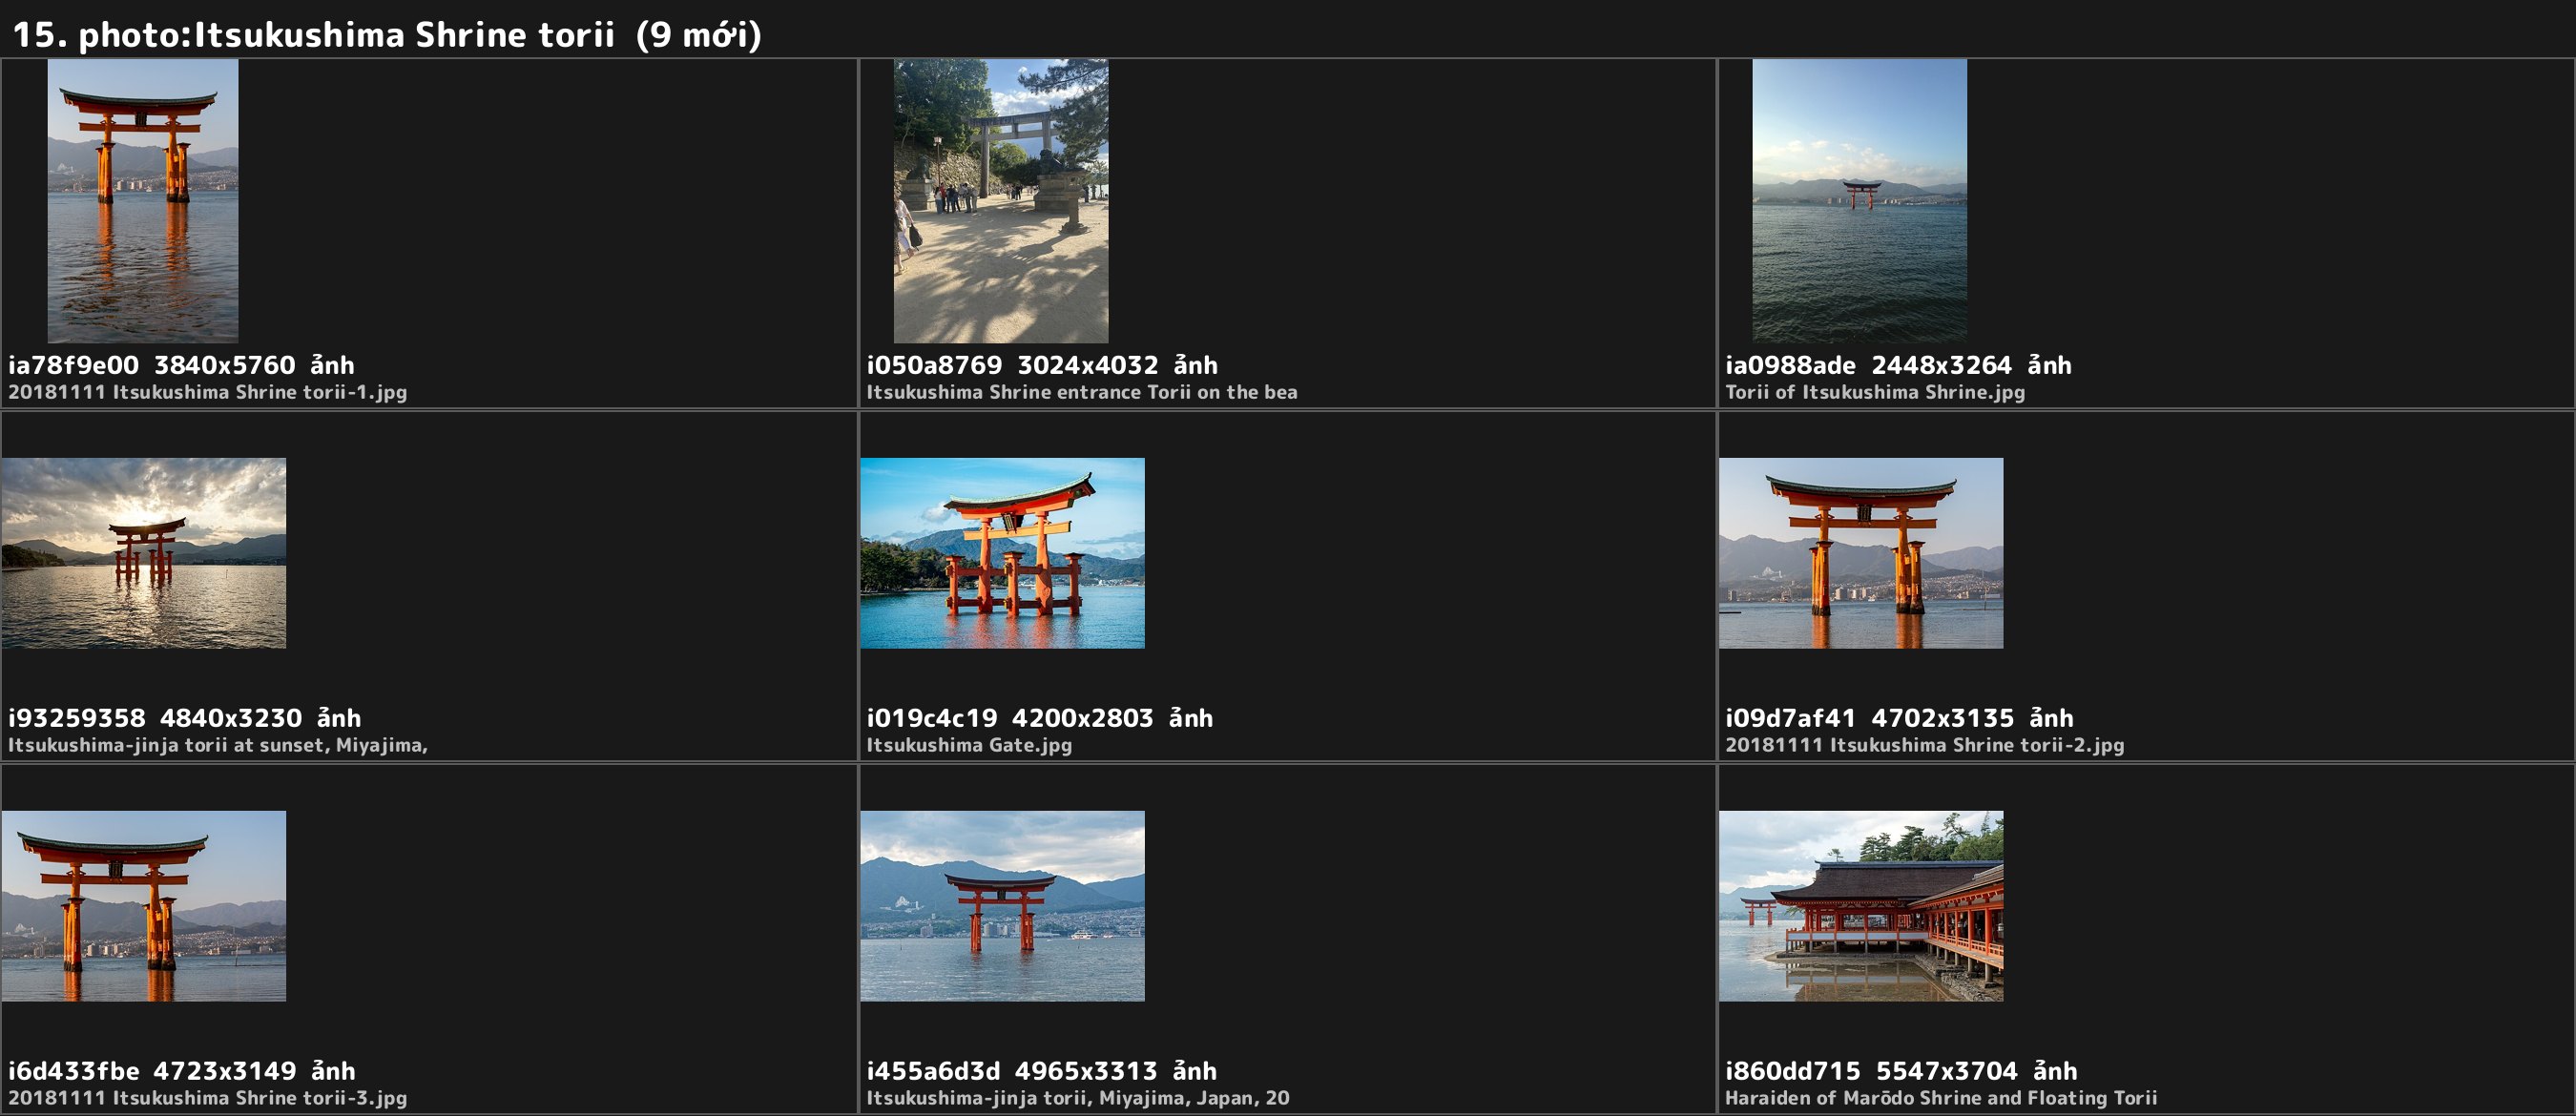 15. photo:Itsukushima Shrine torii (9 mới)
ia78f9e00 3840x5760 ảnh
20181111 Itsukushima Shrine torii-1.jpg
i050a8769 3024x4032 ảnh
Itsukushima Shrine entrance Torii on the bea
ia0988ade 2448x3264 ảnh
Torii of Itsukushima Shrine.jpg
i93259358 4840x3230 ảnh
Itsukushima-jinja torii at sunset, Miyajima,
i019c4c19 4200x2803 ảnh
Itsukushima Gate.jpg
i09d7af41 4702x3135 ảnh
20181111 Itsukushima Shrine torii-2.jpg
i6d433fbe 4723x3149 ảnh
20181111 Itsukushima Shrine torii-3.jpg
i455a6d3d 4965x3313 ảnh
Itsukushima-jinja torii, Miyajima, Japan, 20
i860dd715 5547x3704 ảnh
Haraiden of Marōdo Shrine and Floating Torii